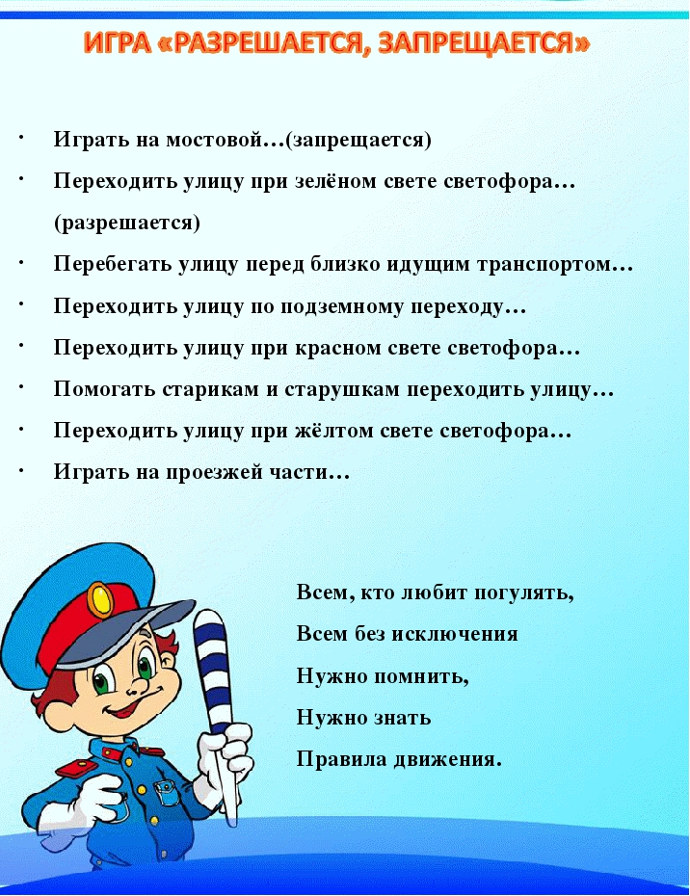 ИГРА «РАЗРЕШАЕТСЯ, ЗАПРЕЩАЕТСЯ»
· Играть на мостовой…(запрещается)
· Переходить улицу при зелёном свете светофора…
(разрешается)
· Перебегать улицу перед близко идущим транспортом…
· Переходить улицу по подземному переходу…
· Переходить улицу при красном свете светофора…
· Помогать старикам и старушкам переходить улицу…
· Переходить улицу при жёлтом свете светофора…
· Играть на проезжей части…
Всем, кто любит погулять,
Всем без исключения
Нужно помнить,
Нужно знать
Правила движения.